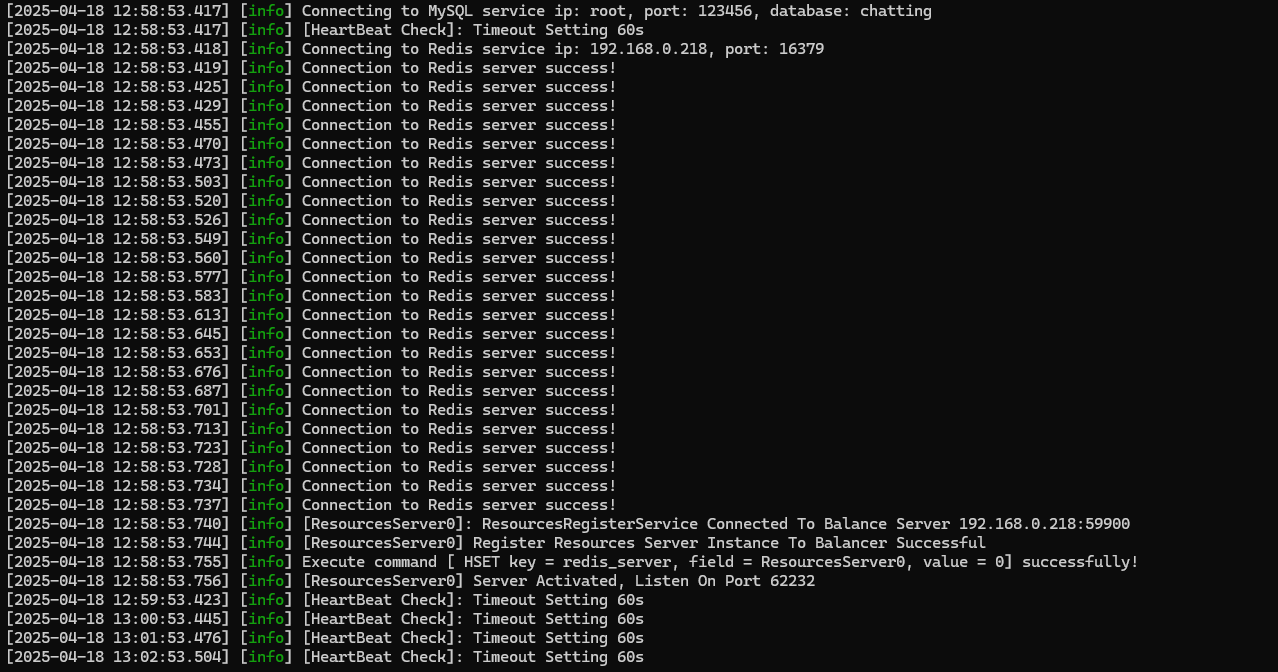 [2025-04-18 12:58:53.417] [info] Connecting to MySQL service ip: root, port: 123456, database: chatting
[2025-04-18 12:58:53.417] [info] [HeartBeat Check]: Timeout Setting 60s
[2025-04-18 12:58:53.418] [info] Connecting to Redis service ip: 192.168.0.218, port: 16379
[2025-04-18 12:58:53.419] [info] Connection to Redis server success!
[2025-04-18 12:58:53.425] [info] Connection to Redis server success!
[2025-04-18 12:58:53.429] [info] Connection to Redis server success!
[2025-04-18 12:58:53.455] [info] Connection to Redis server success!
[2025-04-18 12:58:53.470] [info] Connection to Redis server success!
[2025-04-18 12:58:53.473] [info] Connection to Redis server success!
[2025-04-18 12:58:53.503] [info] Connection to Redis server success!
[2025-04-18 12:58:53.520] [info] Connection to Redis server success!
[2025-04-18 12:58:53.526] [info] Connection to Redis server success!
[2025-04-18 12:58:53.549] [info] Connection to Redis server success!
[2025-04-18 12:58:53.560] [info] Connection to Redis server success!
[2025-04-18 12:58:53.577] [info] Connection to Redis server success!
[2025-04-18 12:58:53.583] [info] Connection to Redis server success!
[2025-04-18 12:58:53.613] [info] Connection to Redis server success!
[2025-04-18 12:58:53.645] [info] Connection to Redis server success!
[2025-04-18 12:58:53.653] [info] Connection to Redis server success!
[2025-04-18 12:58:53.676] [info] Connection to Redis server success!
[2025-04-18 12:58:53.687] [info] Connection to Redis server success!
[2025-04-18 12:58:53.701] [info] Connection to Redis server success!
[2025-04-18 12:58:53.713] [info] Connection to Redis server success!
[2025-04-18 12:58:53.723] [info] Connection to Redis server success!
[2025-04-18 12:58:53.728] [info] Connection to Redis server success!
[2025-04-18 12:58:53.734] [info] Connection to Redis server success!
[2025-04-18 12:58:53.737] [info] Connection to Redis server success!
[2025-04-18 12:58:53.740] [info] [ResourcesServer0]: ResourcesRegisterService Connected To Balance Server 192.168.0.218:59900
[2025-04-18 12:58:53.744] [info] [ResourcesServer0] Register Resources Server Instance To Balancer Successful
[2025-04-18 12:58:53.755] [info] Execute command [ HSET key = redis_server, field = ResourcesServer0, value = 0] successfully!
[2025-04-18 12:58:53.756] [info] [ResourcesServer0] Server Activated, Listen On Port 62232
[2025-04-18 12:59:53.423] [info] [HeartBeat Check]: Timeout Setting 60s
[2025-04-18 13:00:53.445] [info] [HeartBeat Check]: Timeout Setting 60s
[2025-04-18 13:01:53.476] [info] [HeartBeat Check]: Timeout Setting 60s
[2025-04-18 13:02:53.504] [info] [HeartBeat Check]: Timeout Setting 60s